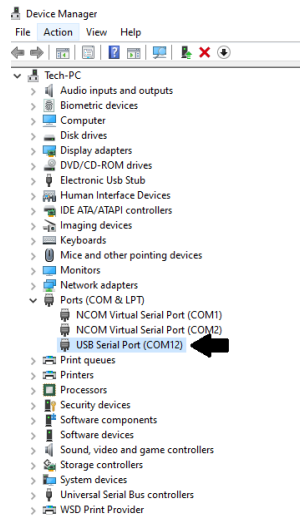 Device Manager
File Action View Help
Tech-PC
Audio inputs and outputs
Biometric devices
Computer
Disk drives
Display adapters
DVD/CD-ROM drives
Electronic Usb Stub
Human Interface Devices
IDE ATA/ATAPI controllers
Imaging devices
Keyboards
Mice and other pointing devices
Monitors
Network adapters
Ports (COM & LPT)
NCOM Virtual Serial Port (COM1)
NCOM Virtual Serial Port (COM2)
USB Serial Port (COM12)
Print queues
Printers
Processors
Security devices
Software components
Software devices
Sound, video and game controllers
Storage controllers
System devices
Universal Serial Bus controllers
WSD Print Provider